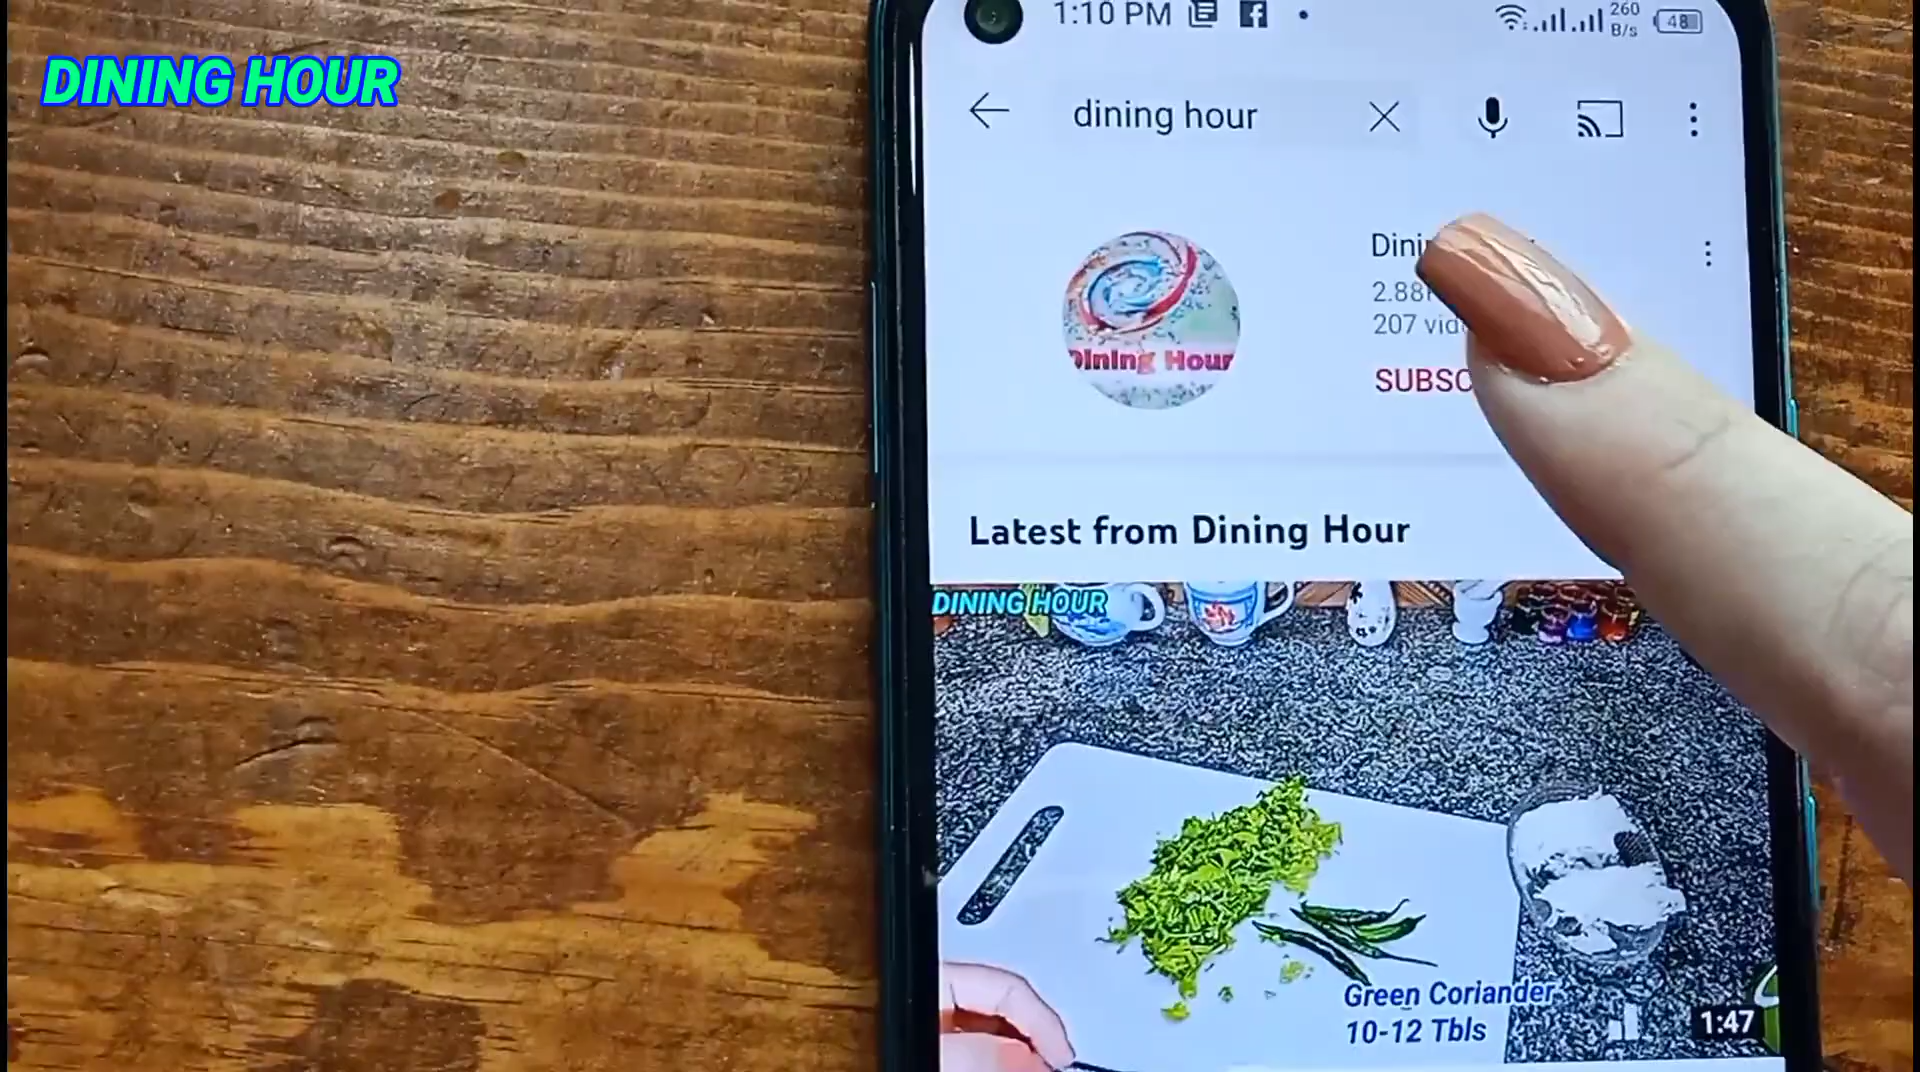 DINING HOUR
1:10 PM
260
B/s
48
dining hour
207
Dining Hour
Latest from Dining Hour
DINING HOUR
Green Coriander
10-12 Tbls
1:47